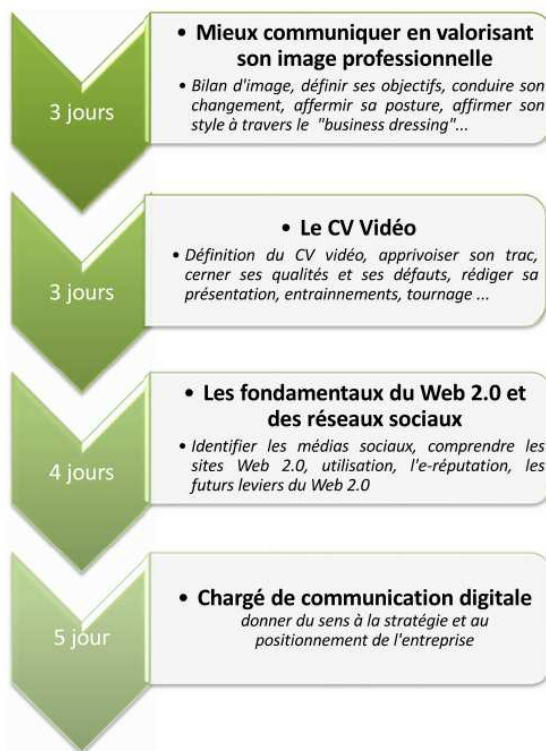 • Mieux communiquer en valorisant
son image professionnelle
3 jours
• Bilan d'image, définir ses objectifs, conduire son
changement, affermir sa posture, affirmer son
style à travers le "business dressing"...
• Le CV Vidéo
3 jours
• Définition du CV vidéo, apprivoiser son trac,
cerner ses qualités et ses défauts, rédiger sa
présentation, entrainnements, tournage ...
• Les fondamentaux du Web 2.0 et
des réseaux sociaux
4 jours
• Identifier les médias sociaux, comprendre les
sites Web 2.0, utilisation, l'e-réputation, les
futurs leviers du Web 2.0
• Chargé de communication digitale
5 jour
donner du sens à la stratégie et au
positionnement de l'entreprise